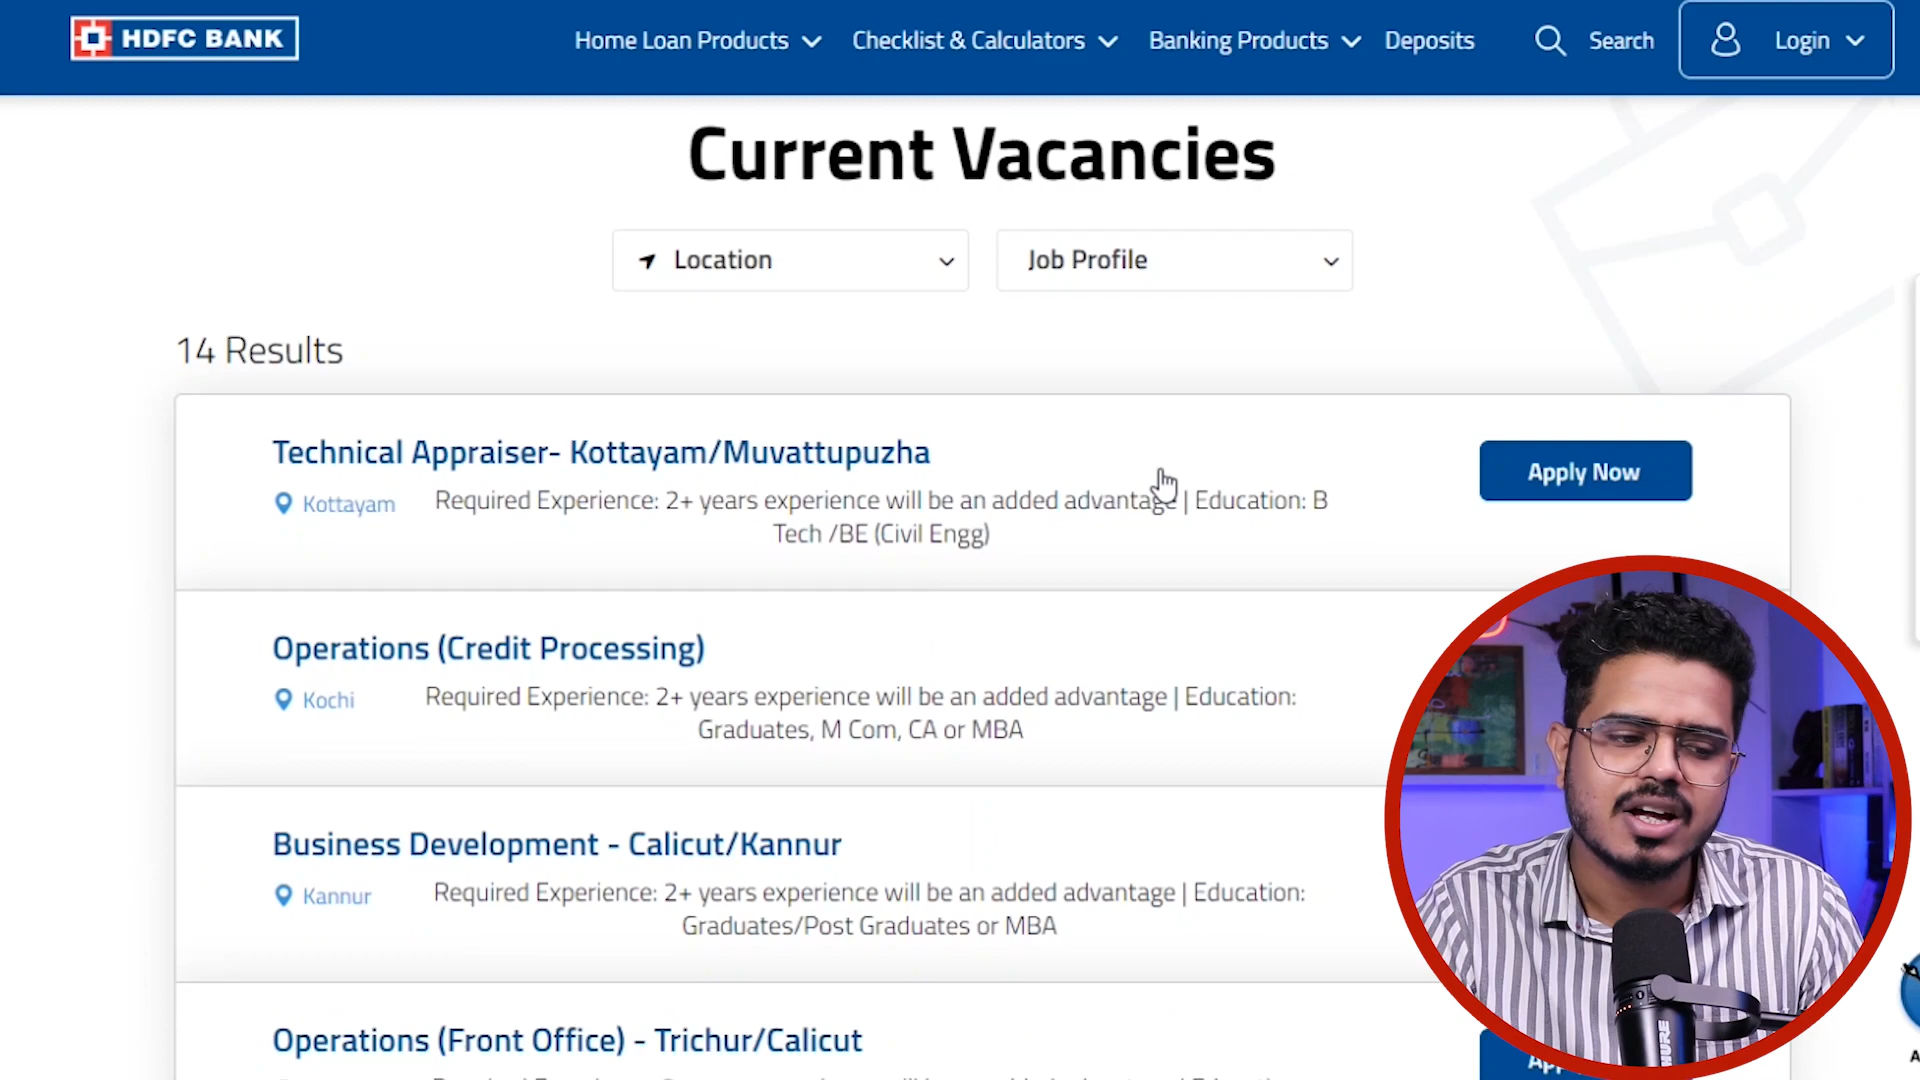 HDFC BANK
Home Loan Products
Checklist & Calculators
Banking Products
Deposits
Search
Login
Current Vacancies
Location
Job Profile
14 Results
Technical Appraiser- Kottayam/Muvattupuzha
Kottayam
Required Experience: 2+ years experience will be an added advantage | Education: B
Tech /BE (Civil Engg)
Apply Now
Operations (Credit Processing)
Kochi
Required Experience: 2+ years experience will be an added advantage | Education:
Graduates, M Com, CA or MBA
Business Development - Calicut/Kannur
Kannur
Required Experience: 2+ years experience will be an added advantage | Education:
Graduates/Post Graduates or MBA
Operations (Front Office) - Trichur/Calicut